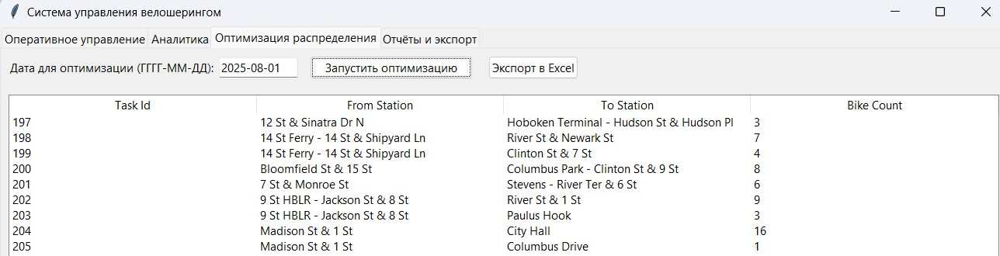 Система управления велошерингом
Оперативное управление Аналитика Оптимизация распределения Отчёты и экспорт
Дата для оптимизации (ГГГГ-ММ-ДД): 2025-08-01 Запустить оптимизацию Экспорт в Excel
Task Id From Station To Station Bike Count
197 12 St & Sinatra Dr N Hoboken Terminal - Hudson St & Hudson Pl 3
198 14 St Ferry - 14 St & Shipyard Ln River St & Newark St 7
199 14 St Ferry - 14 St & Shipyard Ln Clinton St & 7 St 4
200 Bloomfield St & 15 St Columbus Park - Clinton St & 9 St 8
201 7 St & Monroe St Stevens - River Ter & 6 St 6
202 9 St HBLR - Jackson St & 8 St River St & 1 St 9
203 9 St HBLR - Jackson St & 8 St Paulus Hook 3
204 Madison St & 1 St City Hall 16
205 Madison St & 1 St Columbus Drive 1